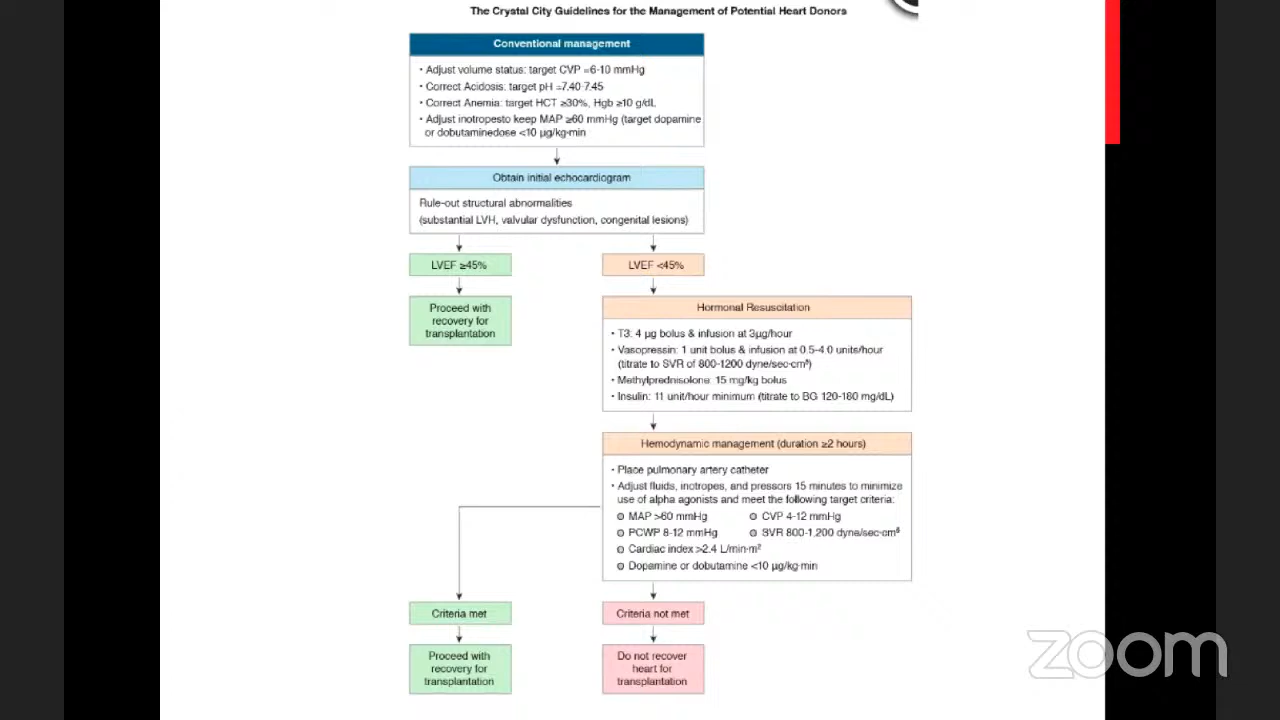 The Crystal City Guidelines for the Management of Potential Heart Donors
Conventional management
• Adjust volume status: target CVP =6-10 mmHg
• Correct Acidosis: target pH =7.40-7.45
• Correct Anemia: target HCT ≥30%, Hgb ≥10 g/dL
• Adjust inotropesto keep MAP ≥60 mmHg (target dopamine
or dobutaminedose <10 µg/kg·min
Obtain initial echocardiogram
Rule-out structural abnormalities
(substantial LVH, valvular dysfunction, congenital lesions)
LVEF ≥45%
LVEF <45%
Proceed with
recovery for
transplantation
Hormonal Resuscitation
• T3: 4 µg bolus & infusion at 3µg/hour
• Vasopressin: 1 unit bolus & infusion at 0.5-4.0 units/hour
(titrate to SVR of 800-1200 dyne/sec·cm⁵)
• Methylprednisolone: 15 mg/kg bolus
• Insulin: 11 unit/hour minimum (titrate to BG 120-180 mg/dL)
Hemodynamic management (duration ≥2 hours)
• Place pulmonary artery catheter
• Adjust fluids, inotropes, and pressors 15 minutes to minimize
use of alpha agonists and meet the following target criteria:
MAP >60 mmHg
CVP 4-12 mmHg
PCWP 8-12 mmHg
SVR 800-1,200 dyne/sec·cm⁵
Cardiac index >2.4 L/min·m²
Dopamine or dobutamine <10 µg/kg·min
Criteria met
Criteria not met
Proceed with
recovery for
transplantation
Do not recover
heart for
transplantation
zoom